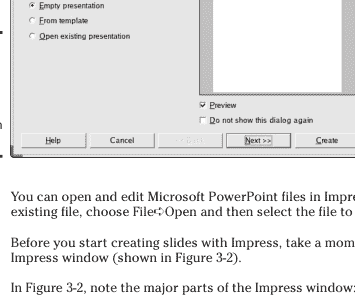 Empty presentation
From template
Open existing presentation
Preview
Do not show this dialog again
Help Cancel Next >> Create
You can open and edit Microsoft PowerPoint files in Impre
existing file, choose File➪Open and then select the file to
Before you start creating slides with Impress, take a mom
Impress window (shown in Figure 3-2).
In Figure 3-2, note the major parts of the Impress window: